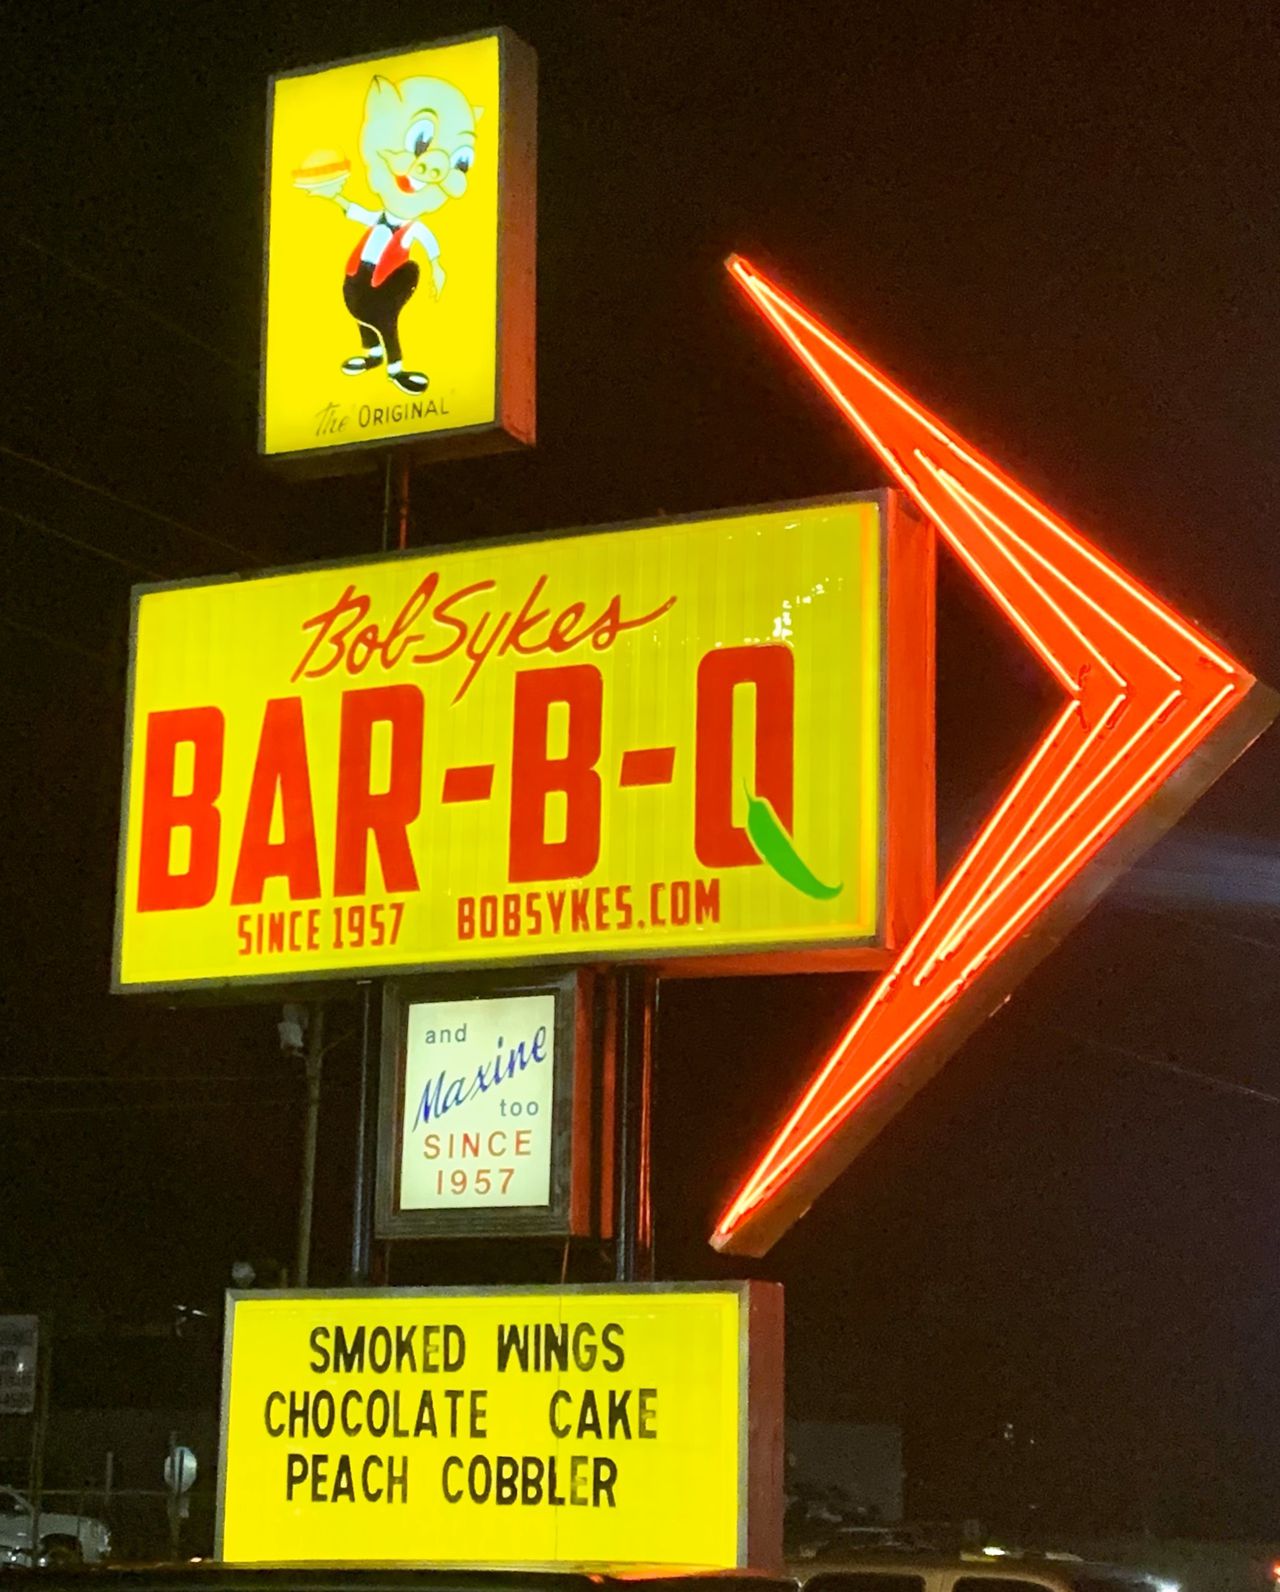 The "ORIGINAL"
Bob Sykes
BAR-B-Q
SINCE 1957 BOBSYKES.COM
and
Maxine
too
SINCE
1957
SMOKED WINGS
CHOCOLATE CAKE
PEACH COBBLER